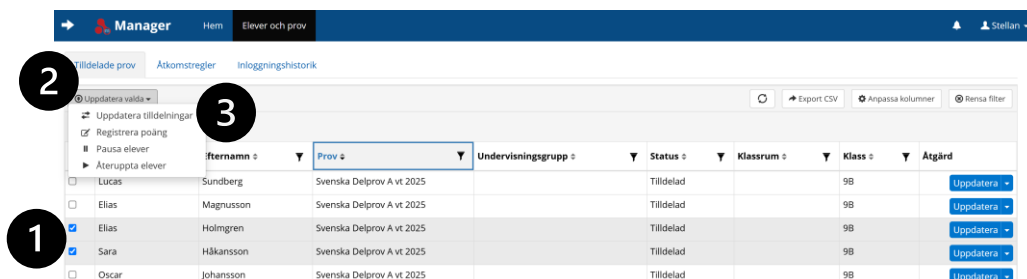 Manager Hem Elever och prov Stellan
Tilldelade prov Åtkomstregler Inloggningshistorik
2
Uppdatera valda Export CSV Anpassa kolumner Rensa filter
Uppdatera tilldelningar
3
Registrera poäng
Pausa elever
Återuppta elever
Efternamn Prov Undervisningsgrupp Status Klassrum Klass Åtgärd
Lucas Sundberg Svenska Delprov A vt 2025 Tilldelad 9B Uppdatera
Elias Magnusson Svenska Delprov A vt 2025 Tilldelad 9B Uppdatera
1
Elias Holmgren Svenska Delprov A vt 2025 Tilldelad 9B Uppdatera
Sara Håkansson Svenska Delprov A vt 2025 Tilldelad 9B Uppdatera
Oscar Johansson Svenska Delprov A vt 2025 Tilldelad 9B Uppdatera